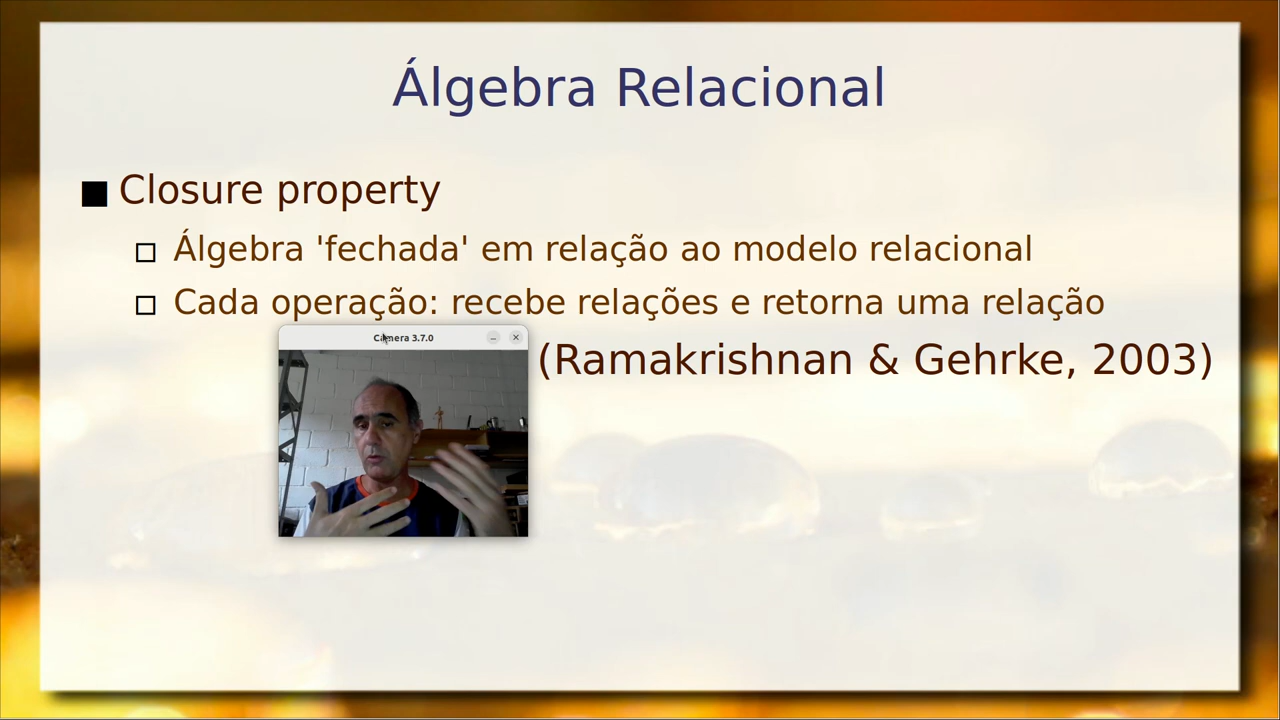 Álgebra Relacional
Closure property
Álgebra 'fechada' em relação ao modelo relacional
Cada operação: recebe relações e retorna uma relação
Camera 3.7.0
(Ramakrishnan & Gehrke, 2003)